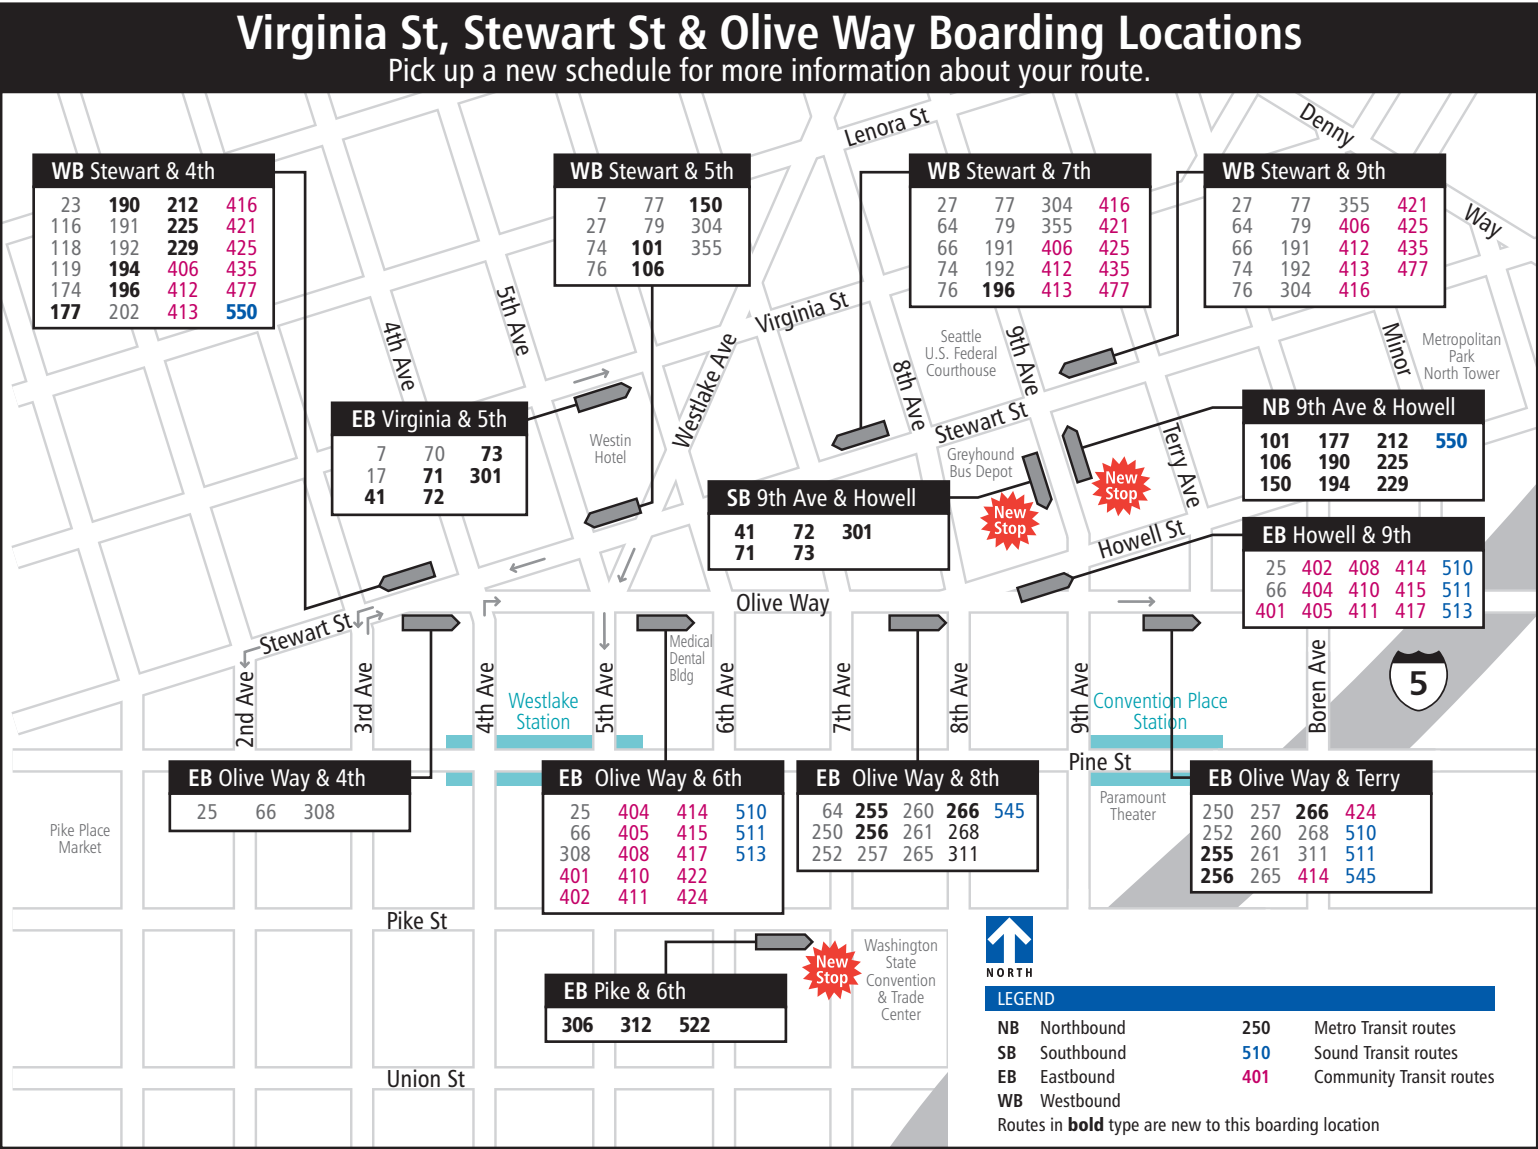 Virginia St, Stewart St & Olive Way Boarding Locations
Pick up a new schedule for more information about your route.
Lenora St
Denny
Way
WB Stewart & 4th
23 190 212 416
116 191 225 421
118 192 229 425
119 194 406 435
174 196 412 477
177 202 413 550
WB Stewart & 5th
7 77 150
27 79 304
74 101 355
76 106
WB Stewart & 7th
27 77 304 416
64 79 355 421
66 191 406 425
74 192 412 435
76 196 413 477
WB Stewart & 9th
27 77 355 421
64 79 406 425
66 191 412 435
74 192 413 477
76 304 416
4th Ave
5th Ave
Westlake Ave
Virginia St
8th Ave
9th Ave
Seattle
U.S. Federal
Courthouse
Minor
Metropolitan
Park
North Tower
EB Virginia & 5th
7 70 73
17 71 301
41 72
Westin
Hotel
Stewart St
Greyhound
Bus Depot
Terry Ave
NB 9th Ave & Howell
101 177 212 550
106 190 225
150 194 229
New
Stop
New
Stop
SB 9th Ave & Howell
41 72 301
71 73
Howell St
EB Howell & 9th
25 402 408 414 510
66 404 410 415 511
401 405 411 417 513
Olive Way
Stewart St
Medical
Dental
Bldg
2nd Ave
3rd Ave
4th Ave
5th Ave
6th Ave
7th Ave
8th Ave
9th Ave
Boren Ave
5
Westlake
Station
Convention Place
Station
Pine St
EB Olive Way & 4th
25 66 308
EB Olive Way & 6th
25 404 414 510
66 405 415 511
308 408 417 513
401 410 422
402 411 424
EB Olive Way & 8th
64 255 260 266 545
250 256 261 268
252 257 265 311
Paramount
Theater
EB Olive Way & Terry
250 257 266 424
252 260 268 510
255 261 311 511
256 265 414 545
Pike Place
Market
Pike St
New
Stop
Washington
State
Convention
& Trade
Center
EB Pike & 6th
306 312 522
Union St
NORTH
LEGEND
NB Northbound 250 Metro Transit routes
SB Southbound 510 Sound Transit routes
EB Eastbound 401 Community Transit routes
WB Westbound
Routes in bold type are new to this boarding location